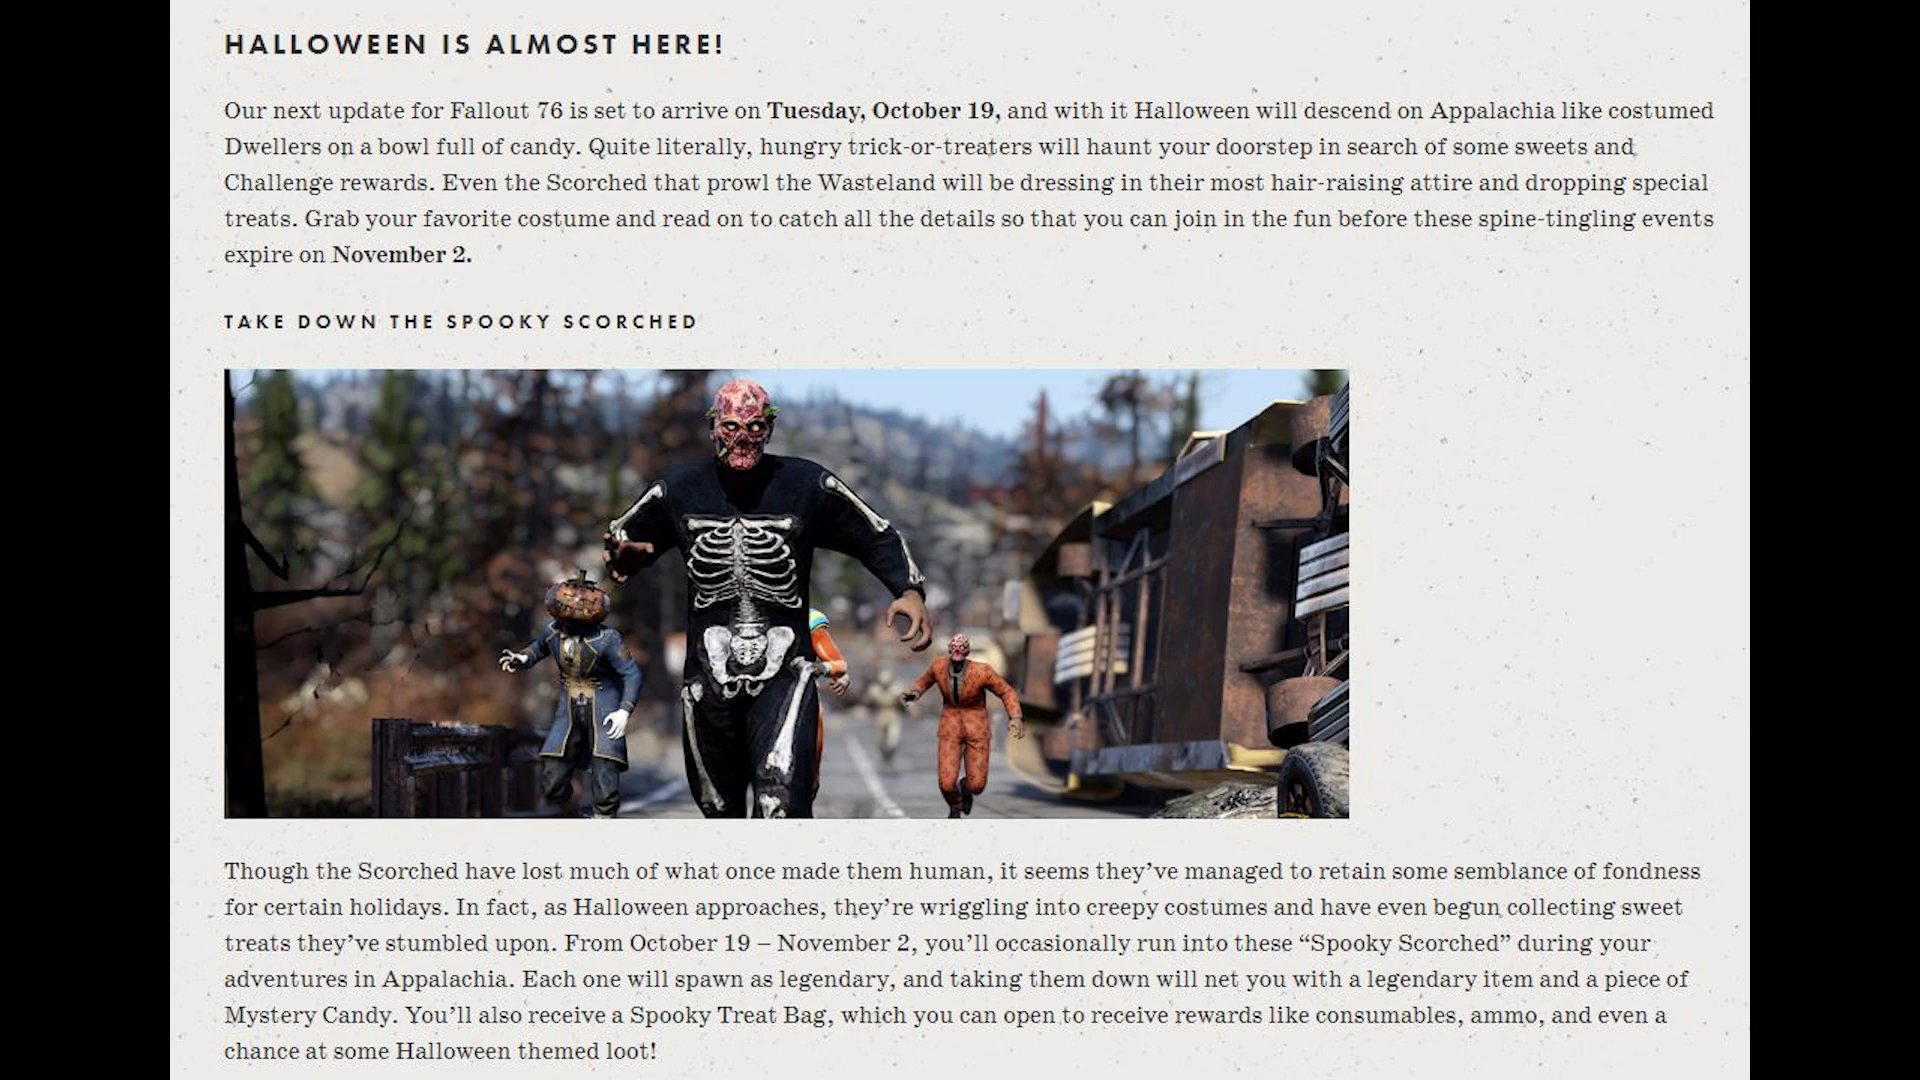 HALLOWEEN IS ALMOST HERE!
Our next update for Fallout 76 is set to arrive on Tuesday, October 19, and with it Halloween will descend on Appalachia like costumed
Dwellers on a bowl full of candy. Quite literally, hungry trick-or-treaters will haunt your doorstep in search of some sweets and
Challenge rewards. Even the Scorched that prowl the Wasteland will be dressing in their most hair-raising attire and dropping special
treats. Grab your favorite costume and read on to catch all the details so that you can join in the fun before these spine-tingling events
expire on November 2.
TAKE DOWN THE SPOOKY SCORCHED
Though the Scorched have lost much of what once made them human, it seems they’ve managed to retain some semblance of fondness
for certain holidays. In fact, as Halloween approaches, they’re wriggling into creepy costumes and have even begun collecting sweet
treats they’ve stumbled upon. From October 19 – November 2, you’ll occasionally run into these “Spooky Scorched” during your
adventures in Appalachia. Each one will spawn as legendary, and taking them down will net you with a legendary item and a piece of
Mystery Candy. You’ll also receive a Spooky Treat Bag, which you can open to receive rewards like consumables, ammo, and even a
chance at some Halloween themed loot!